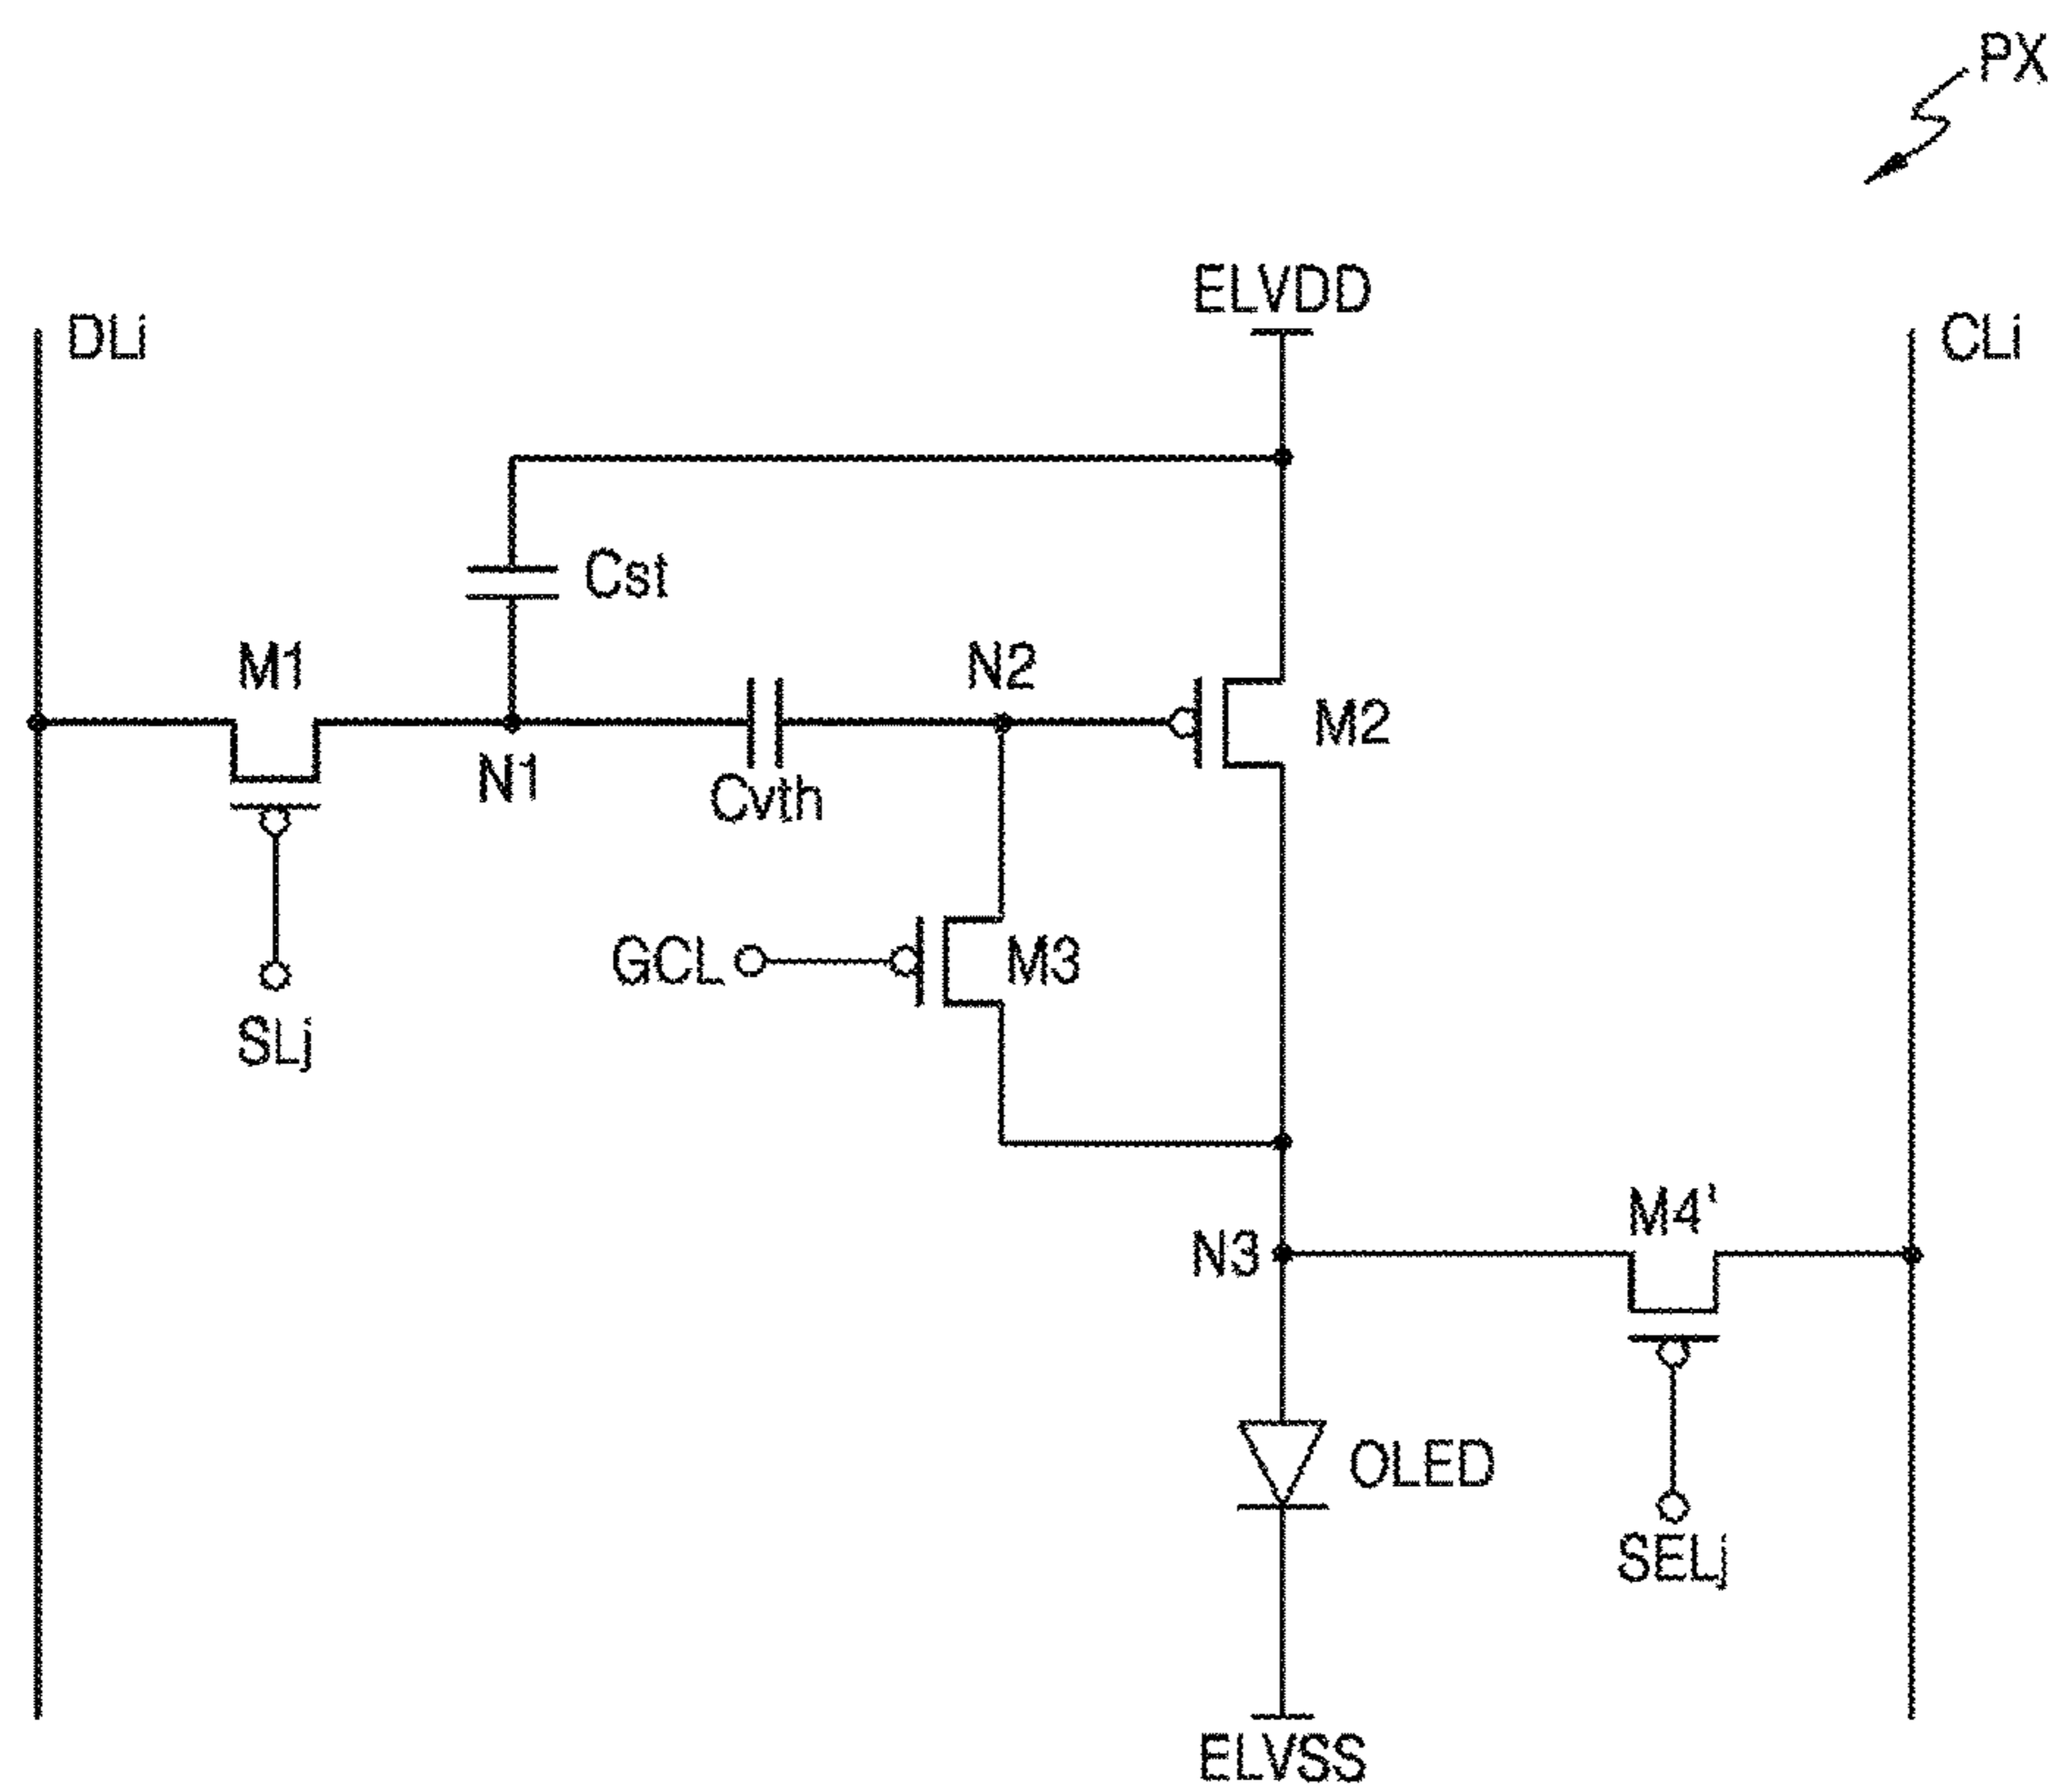 PX
ELVDD
DLi
CLi
Cst
M1
N2
M2
N1
Cvth
GCL
M3
SLj
M4'
N3
OLED
SELj
ELVSS